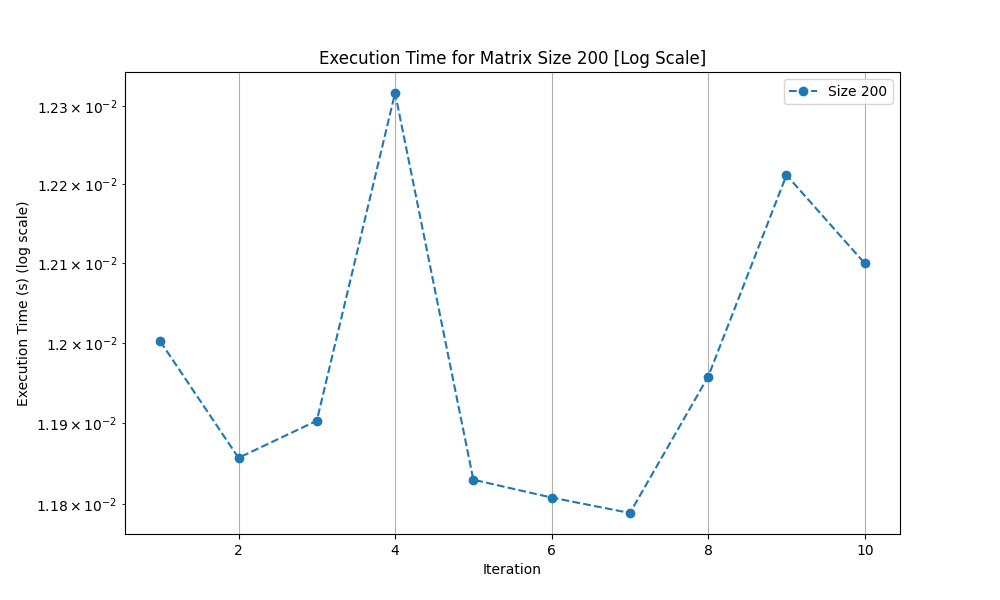 Execution Time for Matrix Size 200 [Log Scale]
Size 200
Execution Time (s) (log scale)
1.23 × 10⁻²
1.22 × 10⁻²
1.21 × 10⁻²
1.2 × 10⁻²
1.19 × 10⁻²
1.18 × 10⁻²
2 4 6 8 10
Iteration